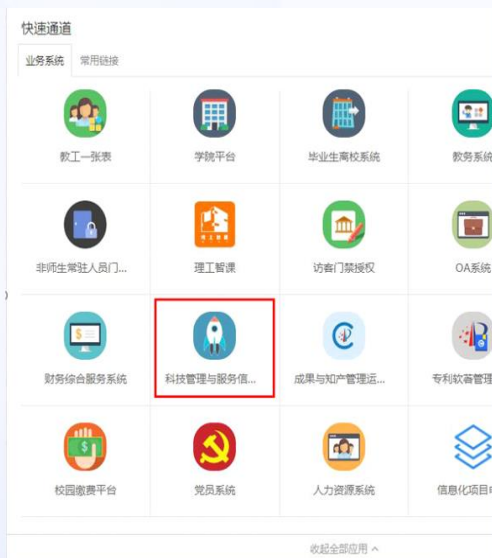 快速通道
业务系统 常用链接
教工一张表 学院平台 毕业生离校系统 教务系统
非师生常驻人员门... 理工智课 访客门禁授权 OA系统
财务综合服务系统 科技管理与服务信... 成果与知产管理运... 专利软著管理
校园缴费平台 党员系统 人力资源系统 信息化项目
收起全部应用